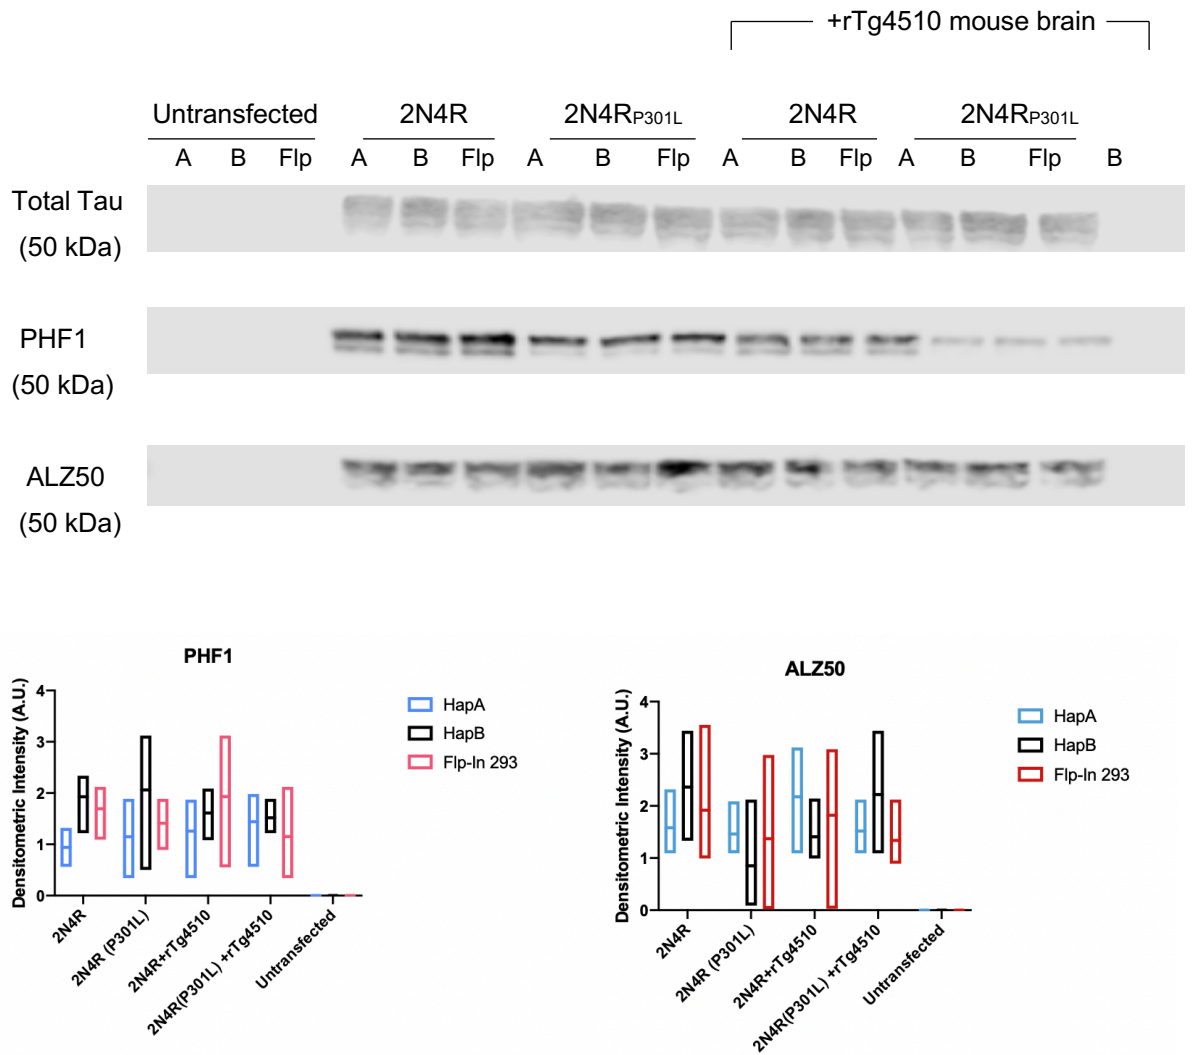 +rTg4510 mouse brain
Untransfected 2N4R 2N4RP301L 2N4R 2N4RP301L
A B Flp A B Flp A B Flp A B Flp A B Flp B
Total Tau
(50 kDa)
PHF1
(50 kDa)
ALZ50
(50 kDa)
PHF1
Densitometric Intensity (A.U.)
4
3
2
1
0
2N4R
2N4R (P301L)
2N4R+rTg4510
2N4R(P301L) +rTg4510
Untransfected
HapA
HapB
Flp-In 293
ALZ50
Densitometric Intensity (A.U.)
4
3
2
1
0
2N4R
2N4R (P301L)
2N4R+rTg4510
2N4R(P301L) +rTg4510
Untransfected
HapA
HapB
Flp-In 293